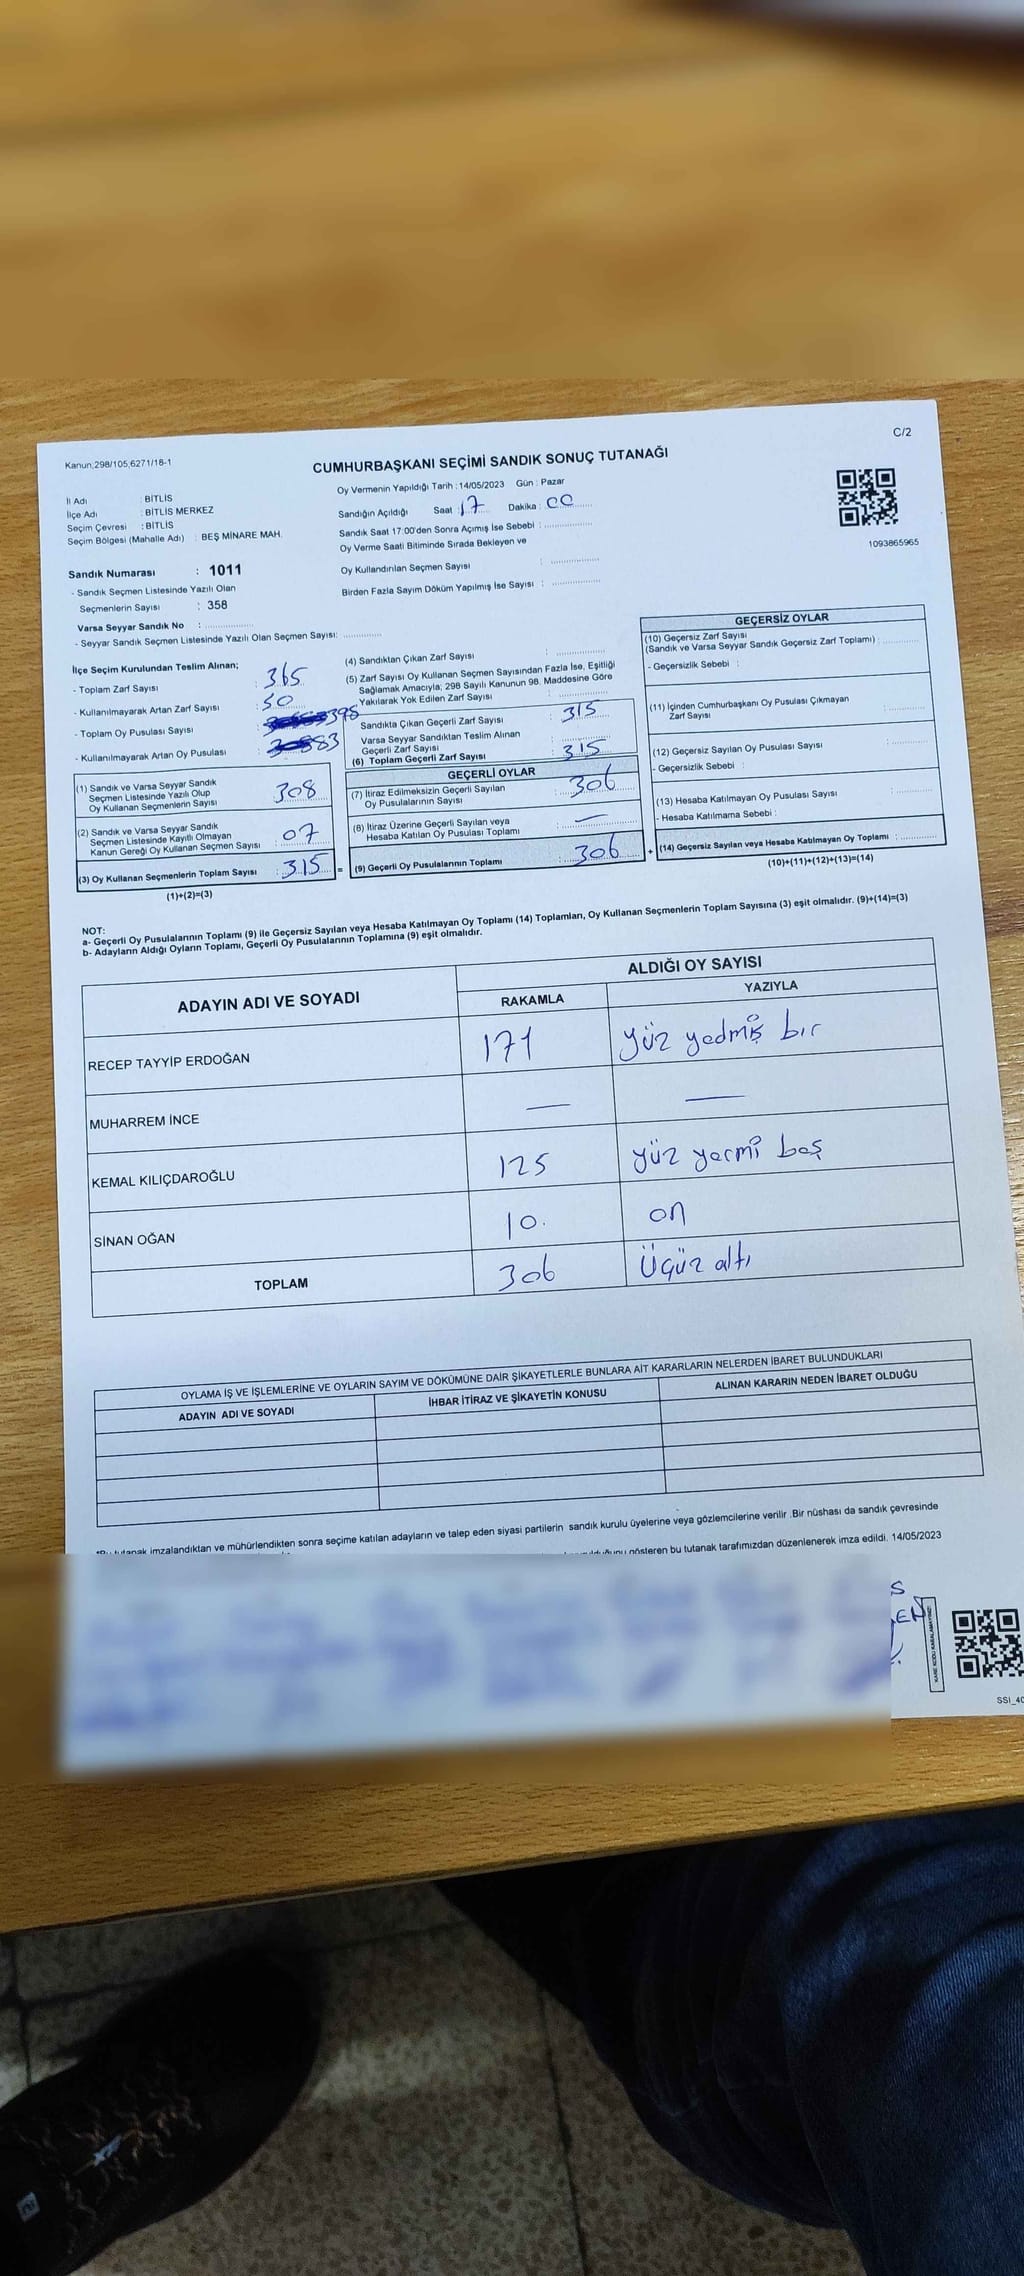 C/2
Kanun;298/105,6271/18-1
CUMHURBAŞKANI SEÇİMİ SANDIK SONUÇ TUTANAĞI
İl Adı : BİTLİS
İlçe Adı : BİTLİS MERKEZ
Seçim Çevresi : BİTLİS
Seçim Bölgesi (Mahalle Adı) : BEŞ MİNARE MAH.
Oy Vermenin Yapıldığı Tarih : 14/05/2023 Gün : Pazar
Sandığın Açıldığı Saat : 17 Dakika : 00
Sandık Saat 17:00'den Sonra Açımış İse Sebebi :
Oy Verme Saati Bitiminde Sırada Bekleyen ve
Oy Kullandırılan Seçmen Sayısı :
Birden Fazla Sayım Döküm Yapılmış İse Sayısı :
1093865965
Sandık Numarası : 1011
- Sandık Seçmen Listesinde Yazılı Olan
Seçmenlerin Sayısı : 358
Varsa Seyyar Sandık No :
- Seyyar Sandık Seçmen Listesinde Yazılı Olan Seçmen Sayısı:
İlçe Seçim Kurulundan Teslim Alınan;
- Toplam Zarf Sayısı : 365
- Kullanılmayarak Artan Zarf Sayısı : 50
- Toplam Oy Pusulası Sayısı : 398
- Kullanılmayarak Artan Oy Pusulası : 83
(1) Sandık ve Varsa Seyyar Sandık
Seçmen Listesinde Yazılı Olup
Oy Kullanan Seçmenlerin Sayısı : 308
(2) Sandık ve Varsa Seyyar Sandık
Seçmen Listesinde Kayıtlı Olmayan
Kanun Gereği Oy Kullanan Seçmen Sayısı : 07
(3) Oy Kullanan Seçmenlerin Toplam Sayısı : 315 =
(1)+(2)=(3)
(4) Sandıktan Çıkan Zarf Sayısı :
(5) Zarf Sayısı Oy Kullanan Seçmen Sayısından Fazla İse, Eşitliği
Sağlamak Amacıyla; 298 Sayılı Kanunun 98. Maddesine Göre
Yakılarak Yok Edilen Zarf Sayısı :
Sandıkta Çıkan Geçerli Zarf Sayısı : 315
Varsa Seyyar Sandıktan Teslim Alınan
Geçerli Zarf Sayısı :
(6) Toplam Geçerli Zarf Sayısı : 315
GEÇERLİ OYLAR
(7) İtiraz Edilmeksizin Geçerli Sayılan
Oy Pusulalarının Sayısı : 306
(8) İtiraz Üzerine Geçerli Sayılan veya
Hesaba Katılan Oy Pusulası Toplamı : —
(9) Geçerli Oy Pusulalarının Toplamı : 306 +
GEÇERSİZ OYLAR
(10) Geçersiz Zarf Sayısı
(Sandık ve Varsa Seyyar Sandık Geçersiz Zarf Toplamı) :
- Geçersizlik Sebebi :
(11) İçinden Cumhurbaşkanı Oy Pusulası Çıkmayan
Zarf Sayısı :
(12) Geçersiz Sayılan Oy Pusulası Sayısı :
- Geçersizlik Sebebi :
(13) Hesaba Katılmayan Oy Pusulası Sayısı :
- Hesaba Katılmama Sebebi :
(14) Geçersiz Sayılan veya Hesaba Katılmayan Oy Toplamı :
(10)+(11)+(12)+(13)=(14)
NOT:
a- Geçerli Oy Pusulalarının Toplamı (9) ile Geçersiz Sayılan veya Hesaba Katılmayan Oy Toplamı (14) Toplamları, Oy Kullanan Seçmenlerin Toplam Sayısına (3) eşit olmalıdır. (9)+(14)=(3)
b- Adayların Aldığı Oyların Toplamı, Geçerli Oy Pusulalarının Toplamına (9) eşit olmalıdır.
ADAYIN ADI VE SOYADI
ALDIĞI OY SAYISI
RAKAMLA YAZIYLA
RECEP TAYYİP ERDOĞAN 171 yüz yedmiş bir
MUHARREM İNCE — —
KEMAL KILIÇDAROĞLU 125 yüz yermi beş
SİNAN OĞAN 10. on
TOPLAM 306 Üçüz altı
OYLAMA İŞ VE İŞLEMLERİNE VE OYLARIN SAYIM VE DÖKÜMÜNE DAİR ŞİKAYETLERLE BUNLARA AİT KARARLARIN NELERDEN İBARET BULUNDUKLARI
ADAYIN ADI VE SOYADI İHBAR İTİRAZ VE ŞİKAYETİN KONUSU ALINAN KARARIN NEDEN İBARET OLDUĞU
*Bu tutanak imzalandıktan ve mühürlendikten sonra seçime katılan adayların ve talep eden siyasi partilerin sandık kurulu üyelerine veya gözlemcilerine verilir .Bir nüshası da sandık çevresinde
gösteren bu tutanak tarafımızdan düzenlenerek imza edildi. 14/05/2023
SSI_40